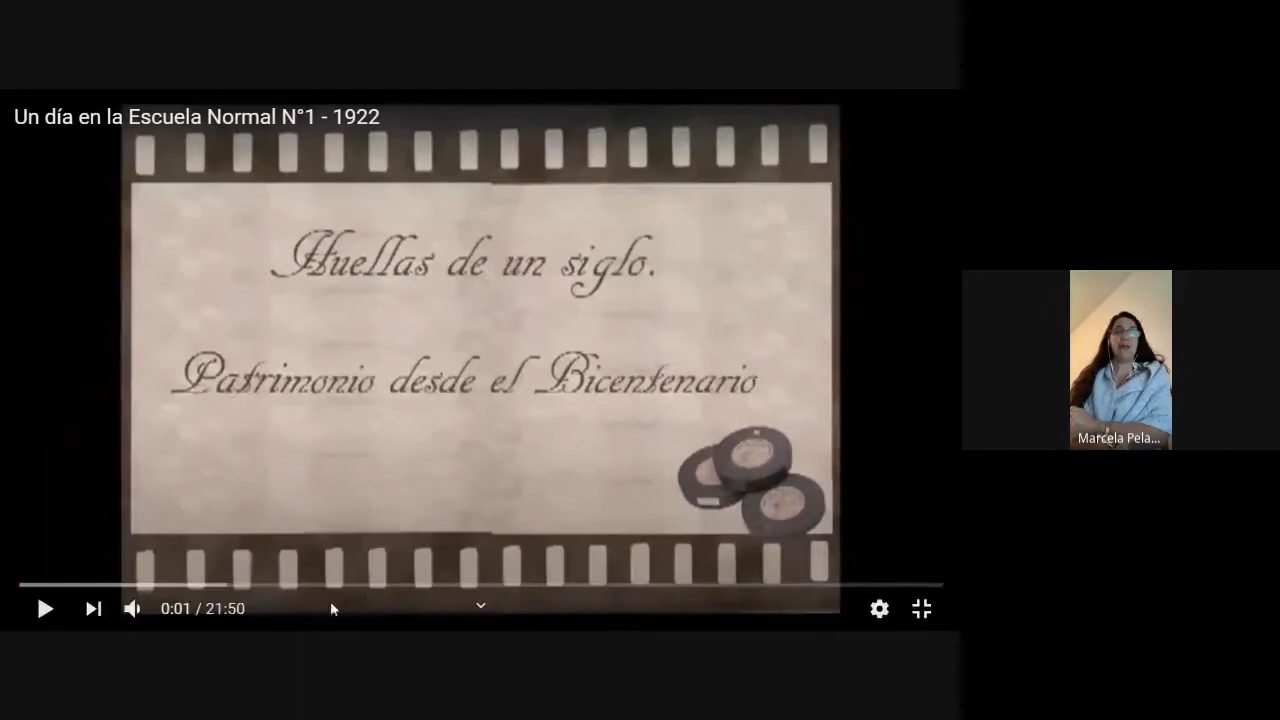 Un día en la Escuela Normal N°1 - 1922
Huellas de un siglo.
Patrimonio desde el Bicentenario
0:01 / 21:50
Marcela Pela...